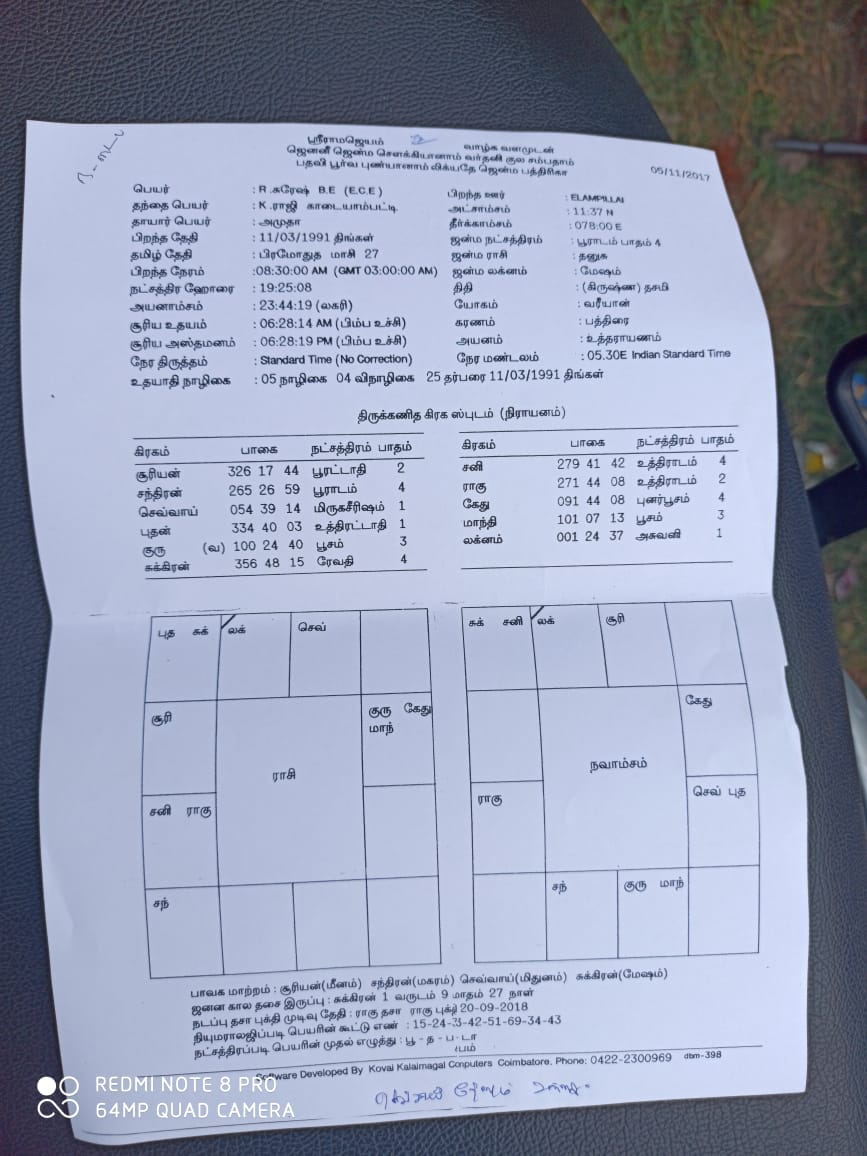 ஸ்ரீராமஜெயம்
வாழ்க வளமுடன்
ஜெனனீ ஜென்ம சௌக்கியானாம் வர்தனி குல சம்பதாம்
பதவி பூர்வ புண்யானாம் லிக்யதே ஜென்ம பத்திரிகா
05/11/2017
பெயர் : R.சுரேஷ் B.E (E.C.E)
தந்தை பெயர் : K.ராஜி காடையாம்பட்டி
தாயார் பெயர் : அமுதா
பிறந்த தேதி : 11/03/1991 திங்கள்
தமிழ் தேதி : பிரமோதுத மாசி 27
பிறந்த நேரம் :08:30:00 AM (GMT 03:00:00 AM)
நட்சத்திர ஹோரை : 19:25:08
அயனாம்சம் : 23:44:19 (லகரி)
சூரிய உதயம் : 06:28:14 AM (பிம்ப உச்சி)
சூரிய அஸ்தமனம் : 06:28:19 PM (பிம்ப உச்சி)
நேர திருத்தம் : Standard Time (No Correction)
உதயாதி நாழிகை : 05 நாழிகை 04 விநாழிகை 25 தர்பரை 11/03/1991 திங்கள்
பிறந்த ஊர் : ELAMPILLAI
அட்சாம்சம் : 11:37 N
தீர்க்காம்சம் : 078:00 E
ஜன்ம நட்சத்திரம் : பூராடம் பாதம் 4
ஜன்ம ராசி : தனுசு
ஜன்ம லக்னம் : மேஷம்
திதி : (கிருஷ்ண) தசமி
யோகம் : வரீயான்
கரணம் : பத்திரை
அயனம் : உத்தராயணம்
நேர மண்டலம் : 05.30E Indian Standard Time
திருக்கணித கிரக ஸ்புடம் (நிராயனம்)
கிரகம் பாகை நட்சத்திரம் பாதம்
சூரியன் 326 17 44 பூரட்டாதி 2
சந்திரன் 265 26 59 பூராடம் 4
செவ்வாய் 054 39 14 மிருகசீரிஷம் 1
புதன் 334 40 03 உத்திரட்டாதி 1
குரு (வ) 100 24 40 பூசம் 3
சுக்கிரன் 356 48 15 ரேவதி 4
கிரகம் பாகை நட்சத்திரம் பாதம்
சனி 279 41 42 உத்திராடம் 4
ராகு 271 44 08 உத்திராடம் 2
கேது 091 44 08 புனர்பூசம் 4
மாந்தி 101 07 13 பூசம் 3
லக்னம் 001 24 37 அசுவனி 1
புத சுக் லக் செவ்
சூரி குரு கேது
மாந்
ராசி
சனி ராகு
சந்
சுக் சனி லக் சூரி
கேது
நவாம்சம்
ராகு செவ் புத
சந் குரு மாந்
பாவக மாற்றம் : சூரியன்(மீனம்) சந்திரன்(மகரம்) செவ்வாய்(மிதுனம்) சுக்கிரன்(மேஷம்)
ஜனன கால தசை இருப்பு : சுக்கிரன் 1 வருடம் 9 மாதம் 27 நாள்
நடப்பு தசா புக்தி முடிவு தேதி : ராகு தசா ராகு புக்தி 20-09-2018
நியுமராலஜிப்படி பெயரின் கூட்டு எண் : 15-24-33-42-51-69-34-43
நட்சத்திரப்படி பெயரின் முதல் எழுத்து : பூ - த - ப - டா
Software Developed By Kovai Kalaimagal Conputers Coimbatore. Phone: 0422-2300969 dbm-398
REDMI NOTE 8 PRO
64MP QUAD CAMERA